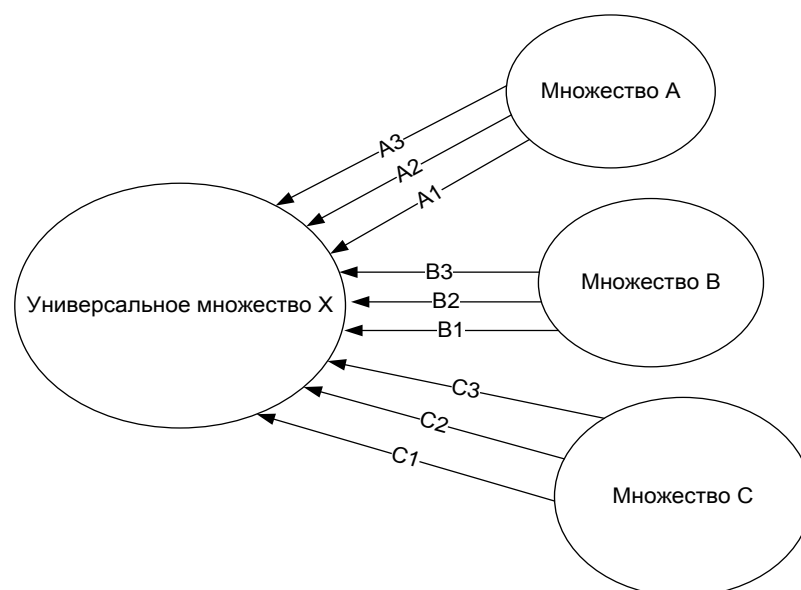 Множество A
A3
A2
A1
Множество B
B3
B2
B1
Универсальное множество X
C3
C2
C1
Множество C